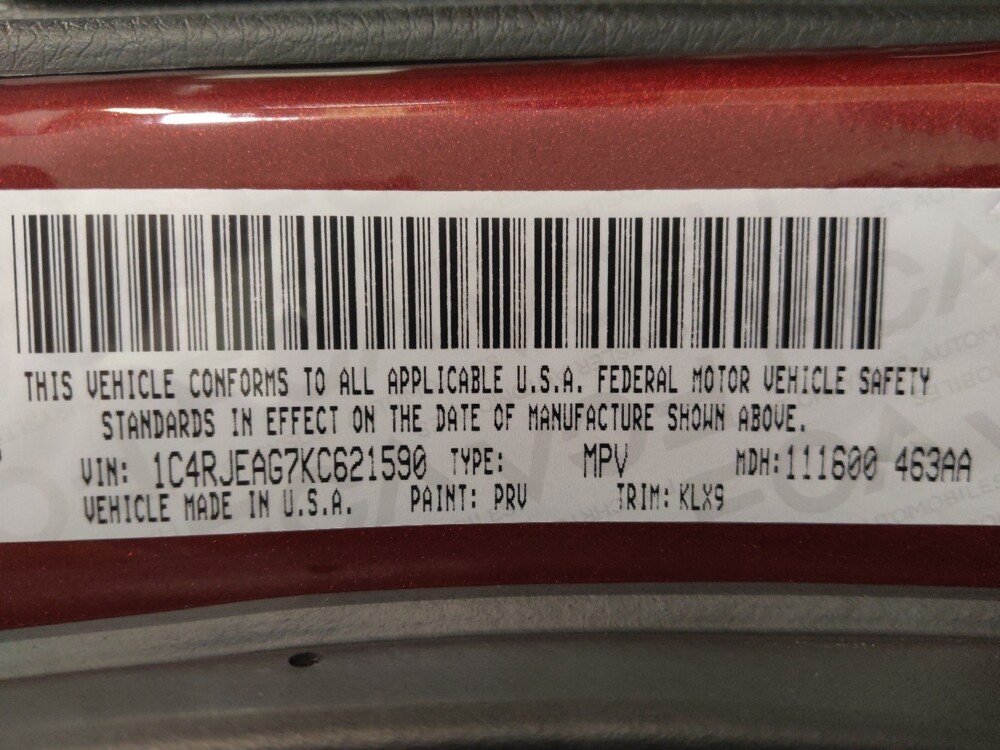 THIS VEHICLE CONFORMS TO ALL APPLICABLE U.S.A. FEDERAL MOTOR VEHICLE SAFETY
STANDARDS IN EFFECT ON THE DATE OF MANUFACTURE SHOWN ABOVE.
VIN: 1C4RJEAG7KC621590 TYPE: MPV MDH:111600 463AA
VEHICLE MADE IN U.S.A. PAINT: PRV TRIM: KLX9